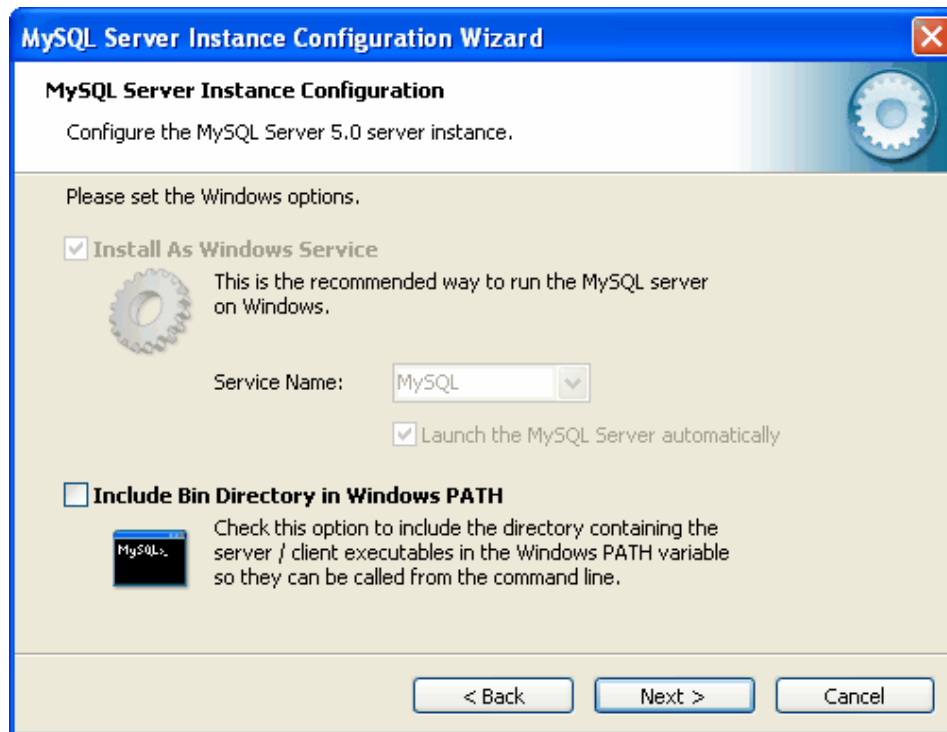 MySQL Server Instance Configuration Wizard
MySQL Server Instance Configuration
Configure the MySQL Server 5.0 server instance.
Please set the Windows options.
Install As Windows Service
This is the recommended way to run the MySQL server
on Windows.
Service Name: MySQL
Launch the MySQL Server automatically
Include Bin Directory in Windows PATH
MySQL>_
Check this option to include the directory containing the
server / client executables in the Windows PATH variable
so they can be called from the command line.
< Back Next > Cancel